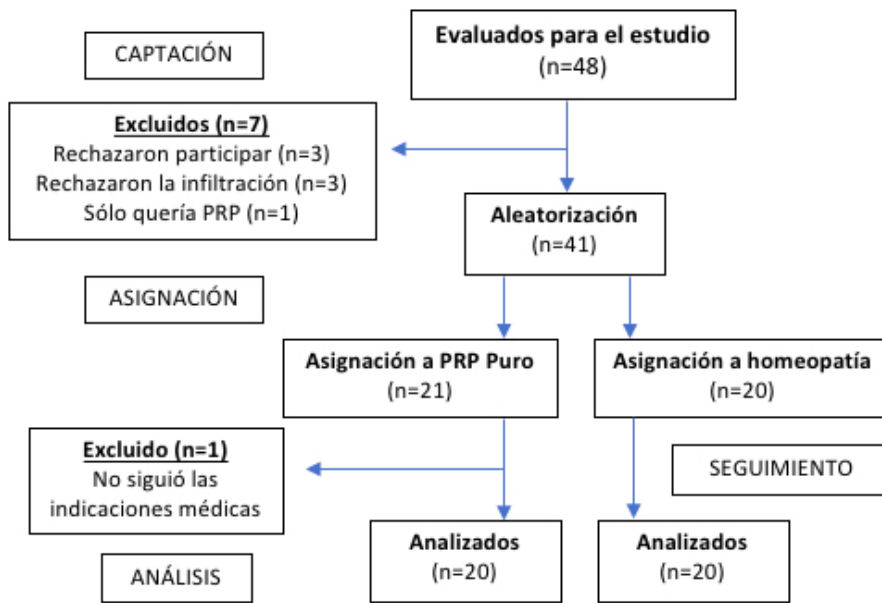 CAPTACIÓN
Evaluados para el estudio
(n=48)
Excluidos (n=7)
Rechazaron participar (n=3)
Rechazaron la infiltración (n=3)
Sólo quería PRP (n=1)
Aleatorización
(n=41)
ASIGNACIÓN
Asignación a PRP Puro
(n=21)
Asignación a homeopatía
(n=20)
Excluido (n=1)
No siguió las
indicaciones médicas
SEGUIMIENTO
Analizados
(n=20)
Analizados
(n=20)
ANÁLISIS